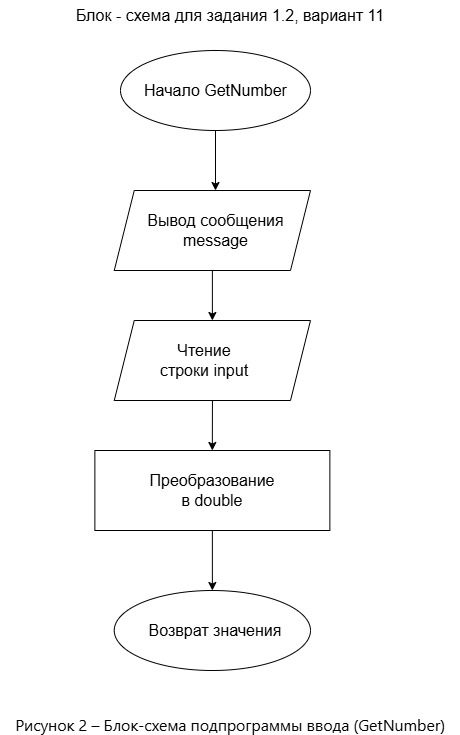 Блок - схема для задания 1.2, вариант 11
Начало GetNumber
Вывод сообщения
message
Чтение
строки input
Преобразование
в double
Возврат значения
Рисунок 2 – Блок-схема подпрограммы ввода (GetNumber)